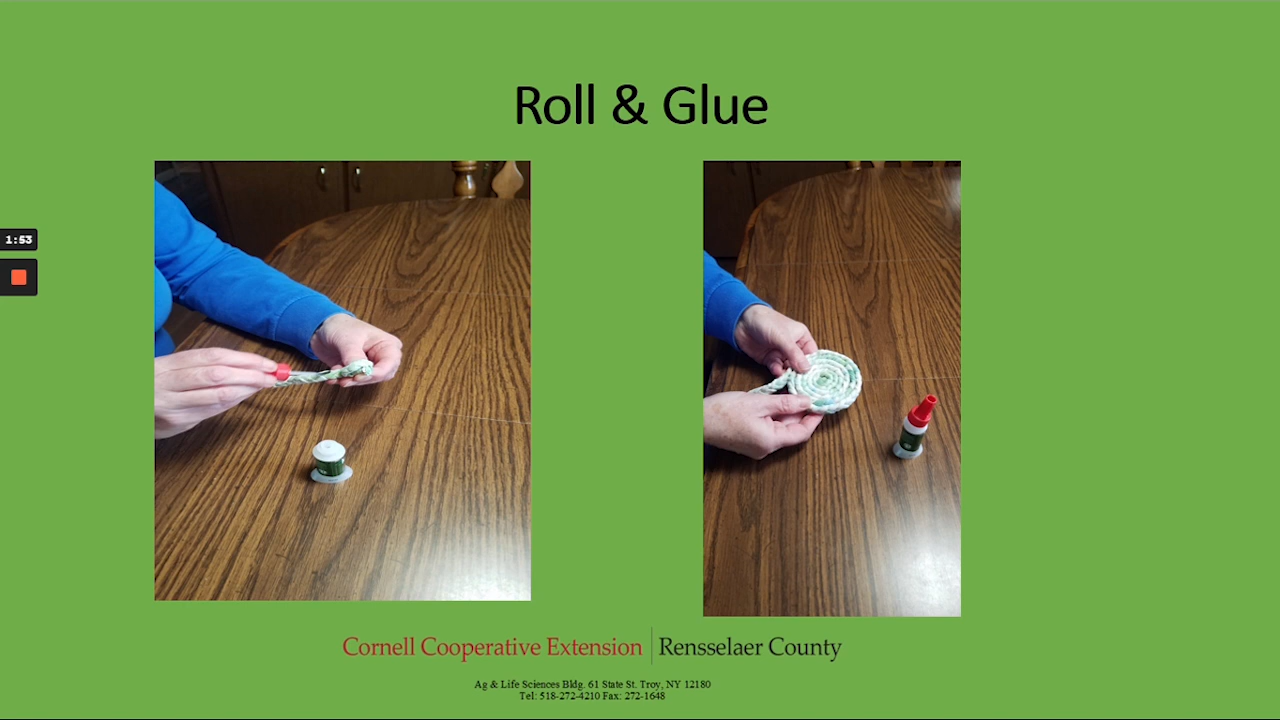 Roll & Glue
1:53
Cornell Cooperative Extension | Rensselaer County
Ag & Life Sciences Bldg. 61 State St. Troy, NY 12180
Tel: 518-272-4210 Fax: 272-1648